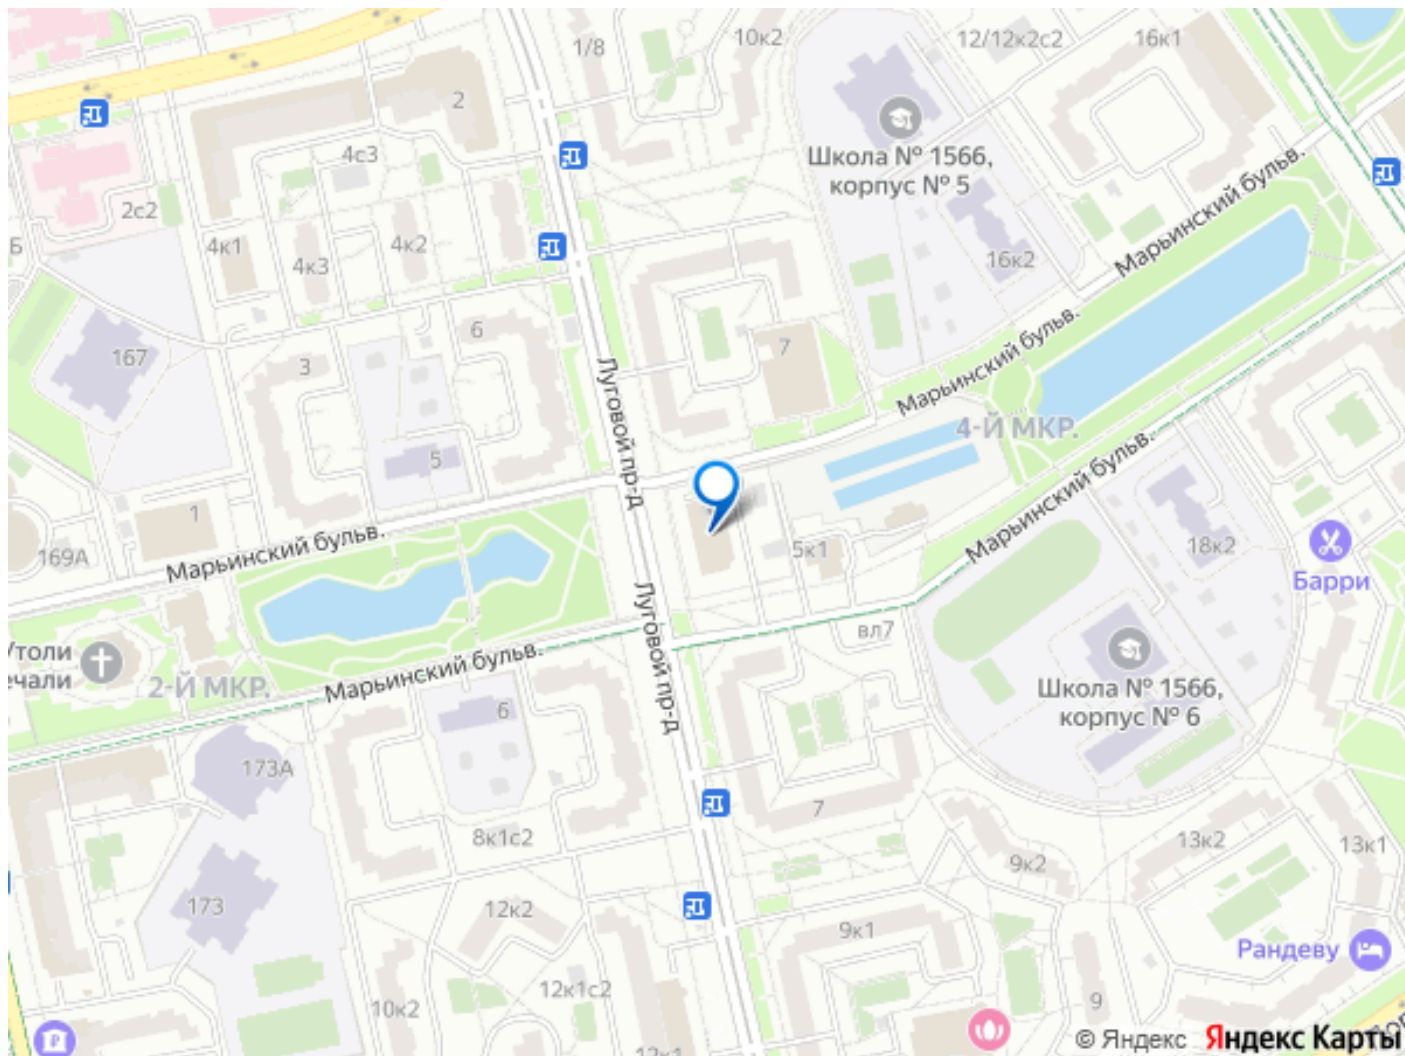 1/8
10к2
12/12к2с2
16к1
2
4с3
Школа № 1566,
корпус № 5
2с2
Б
4к1
4к3
4к2
16к2
Марьинский бульв.
167
3
6
7
Луговой пр-д
Марьинский бульв.
4-Й МКР.
5
1
169А
Марьинский бульв.
5к1
Марьинский бульв.
18к2
Барри
Утоли
ечали
2-Й МКР.
Марьинский бульв.
Луговой пр-д
вл7
Школа № 1566,
корпус № 6
6
173А
7
8к1с2
9к2
13к2
13к1
173
12к2
9к1
Рандеву
10к2
12к1с2
9
12к1
© Яндекс Яндекс Карты